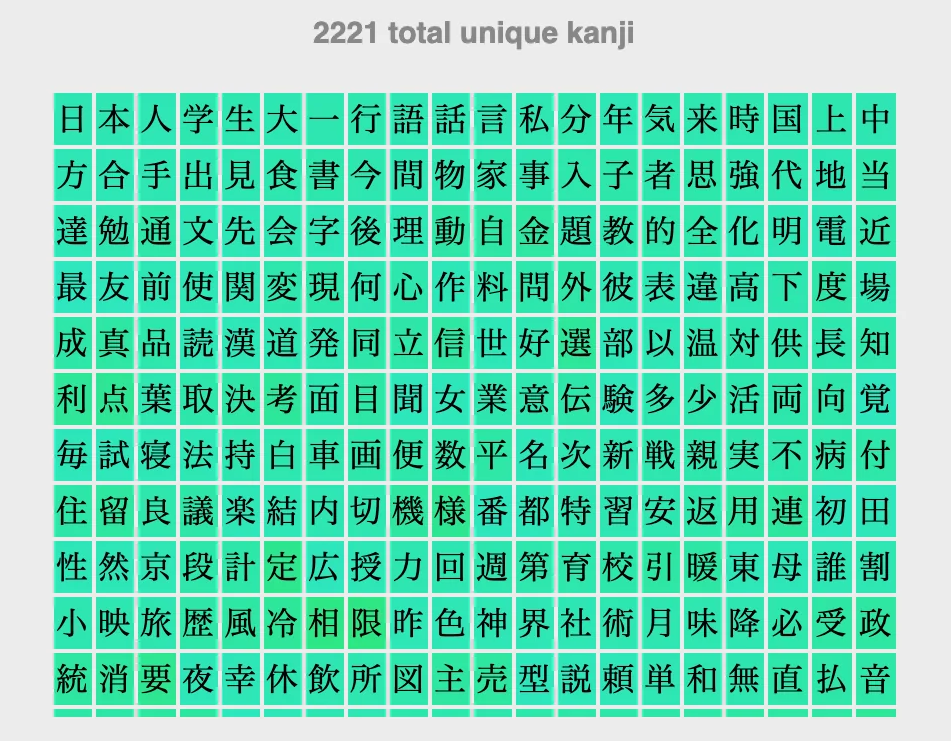 2221 total unique kanji
日本人学生大一行語話言私分年気来時国上中
方合手出見食書今間物家事入子者思強代地当
達勉通文先会字後理動自金題教的全化明電近
最友前使関変現何心作料問外彼表違高下度場
成真品読漢道発同立信世好選部以温対供長知
利点葉取決考面目聞女業意伝験多少活両向覚
毎試寝法持白車画便数平名次新戦親実不病付
住留良議楽結内切機様番都特習安返用連初田
性然京段計定広授力回週第育校引暖東母誰割
小映旅歴風冷相限昨色神界社術月味降必受政
統消要夜幸休飲所図主売型説頼単和無直払音